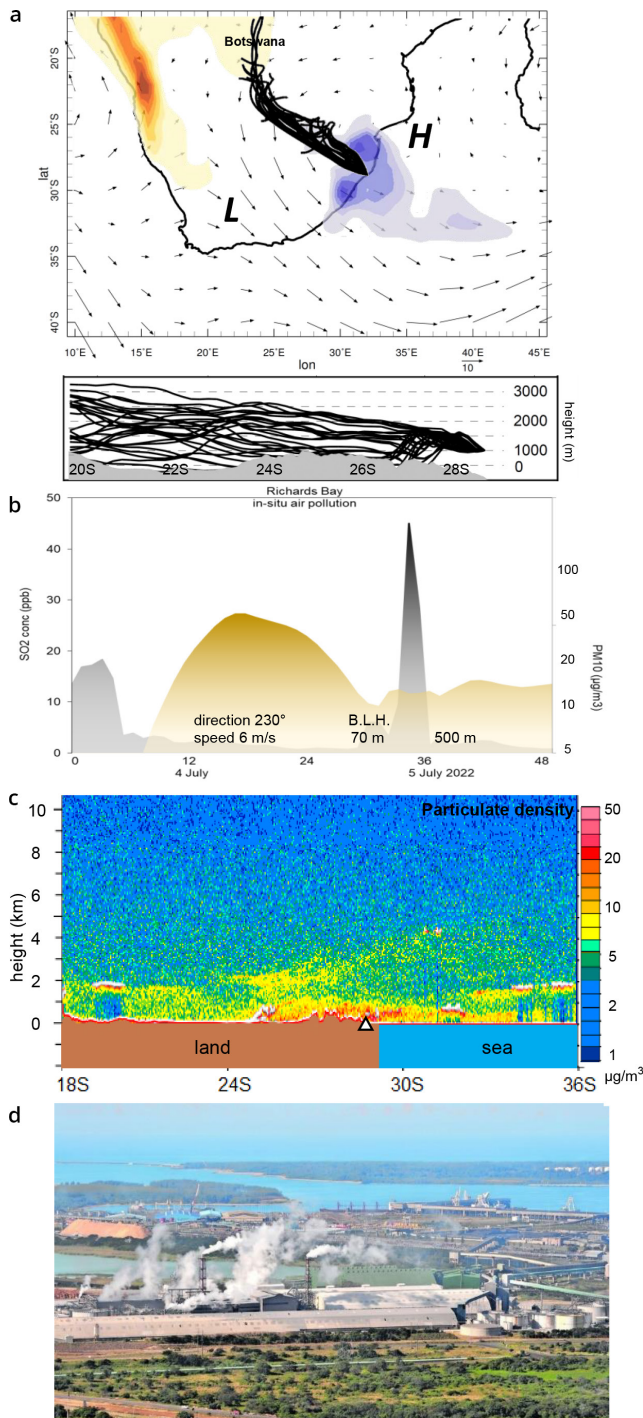 a
Botswana
20°S
25°S
30°S
35°S
40°S
lat
H
L
10°E 15°E 20°E 25°E 30°E 35°E 40°E 45°E
lon
10
3000
2000
1000
0
height (m)
20S 22S 24S 26S 28S
b
Richards Bay
in-situ air pollution
50
40
30
20
10
0
SO2 conc (ppb)
100
50
20
10
5
PM10 (µg/m3)
direction 230° B.L.H.
speed 6 m/s 70 m 500 m
0 12 24 36 48
4 July 5 July 2022
c
Particulate density
10
8
6
4
2
0
height (km)
50
20
10
5
2
1
µg/m³
land sea
18S 24S 30S 36S
d